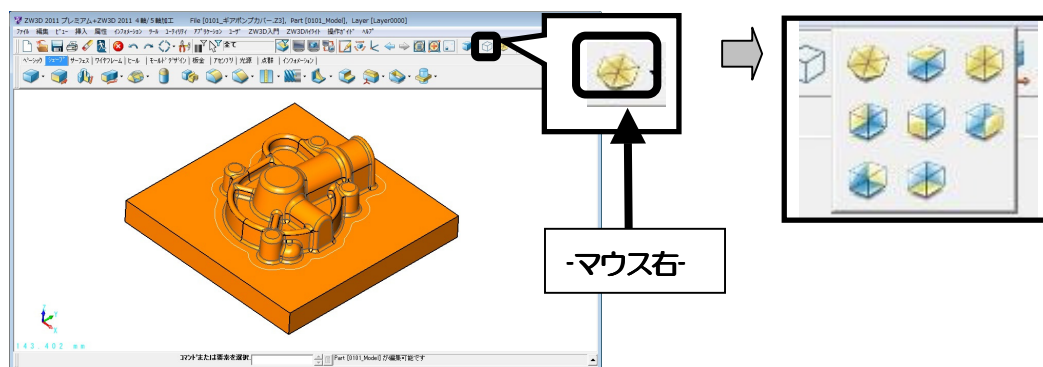 ZW3D 2011 プレミアム+ZW3D 2011 4軸/5軸加工 File [0101_ギアポンプカバー.Z3], Part [0101_Model], Layer [Layer0000]
ファイル 編集 ビュー 挿入 属性 インフォメーション ツール ユーティリティ アプリケーション ユーザ ZW3D入門 ZW3Dハイライト 操作ガイド ヘルプ
全て
ベーシック シェープ サーフェス ワイヤフレーム ヒール モールドデザイン 板金 アセンブリ 光源 点群 インフォメーション
-マウス右-
Z
Y
X
143.402 mm
コマンドまたは要素を選択. Part [0101_Model] が編集可能です